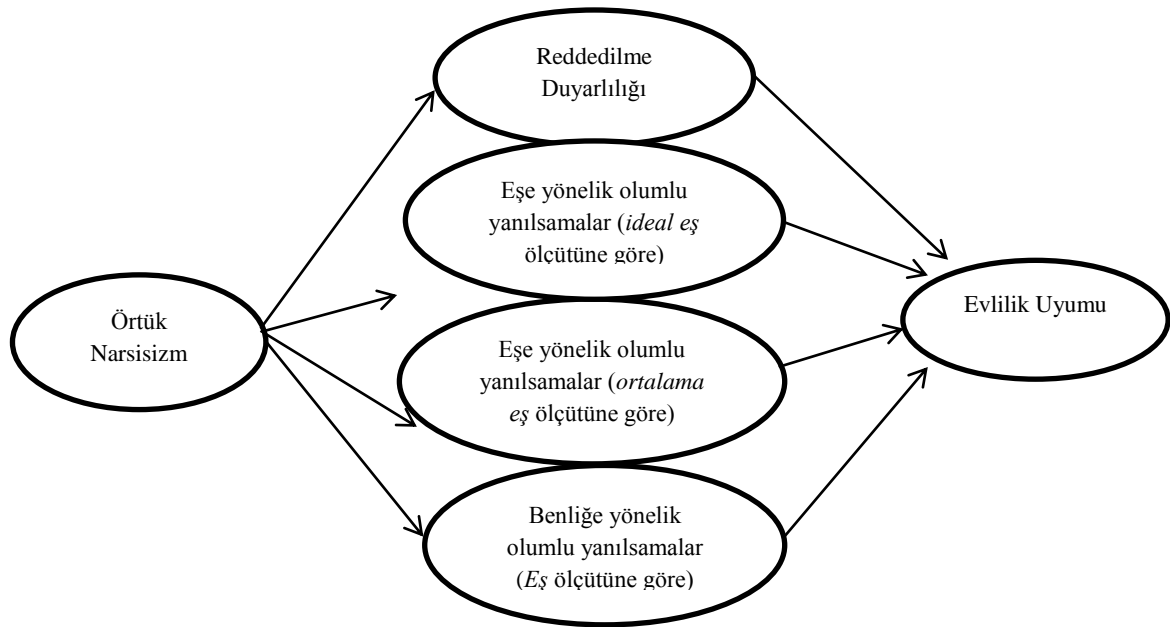 Reddedilme
Duyarlılığı
Eşe yönelik olumlu
yanılsamalar (ideal eş
ölçütüne göre)
Örtük
Narsisizm
Evlilik Uyumu
Eşe yönelik olumlu
yanılsamalar (ortalama
eş ölçütüne göre)
Benliğe yönelik
olumlu yanılsamalar
(Eş ölçütüne göre)